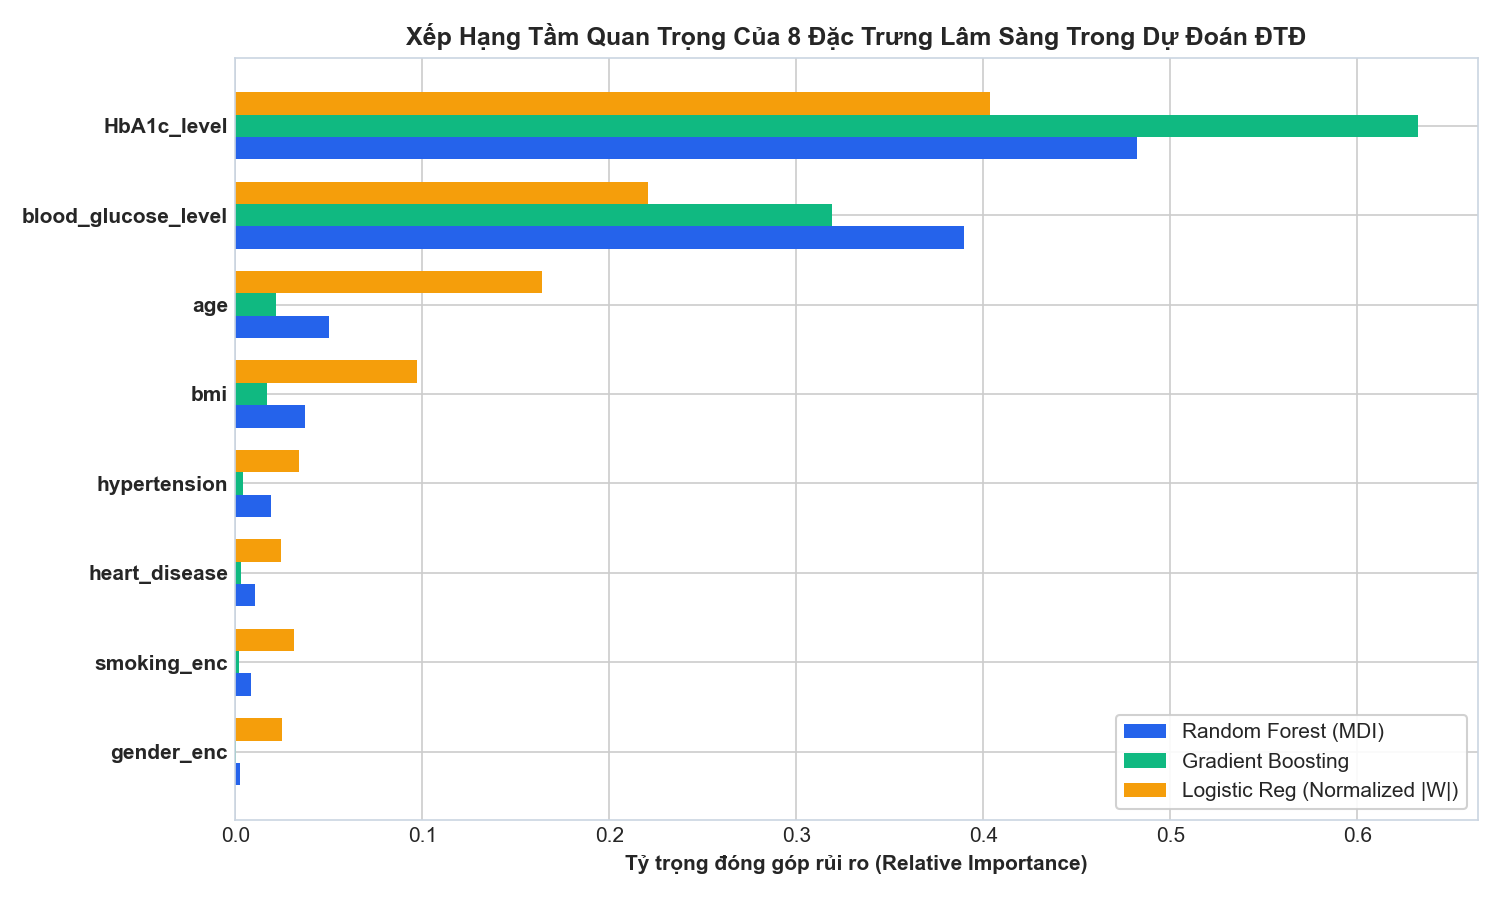 Xếp Hạng Tầm Quan Trọng Của 8 Đặc Trưng Lâm Sàng Trong Dự Đoán ĐTĐ
HbA1c_level
blood_glucose_level
age
bmi
hypertension
heart_disease
smoking_enc
gender_enc
Random Forest (MDI)
Gradient Boosting
Logistic Reg (Normalized |W|)
0.0 0.1 0.2 0.3 0.4 0.5 0.6
Tỷ trọng đóng góp rủi ro (Relative Importance)